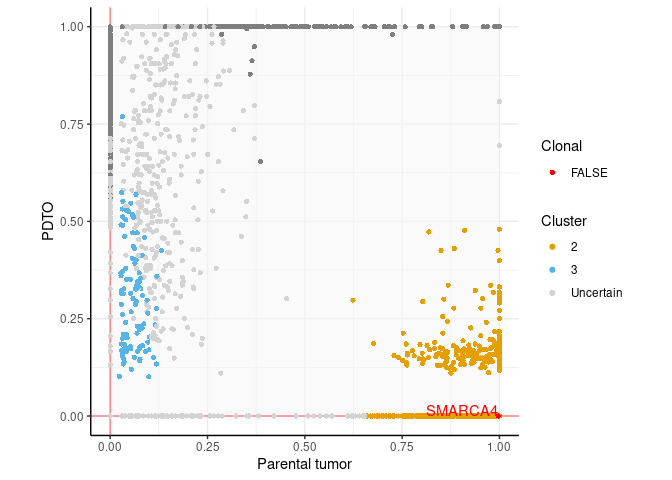 1.00
0.75
0.50
0.25
0.00
PDTO
SMARCA4
0.00
0.25
0.50
0.75
1.00
Parental tumor
Clonal
FALSE
Cluster
2
3
Uncertain